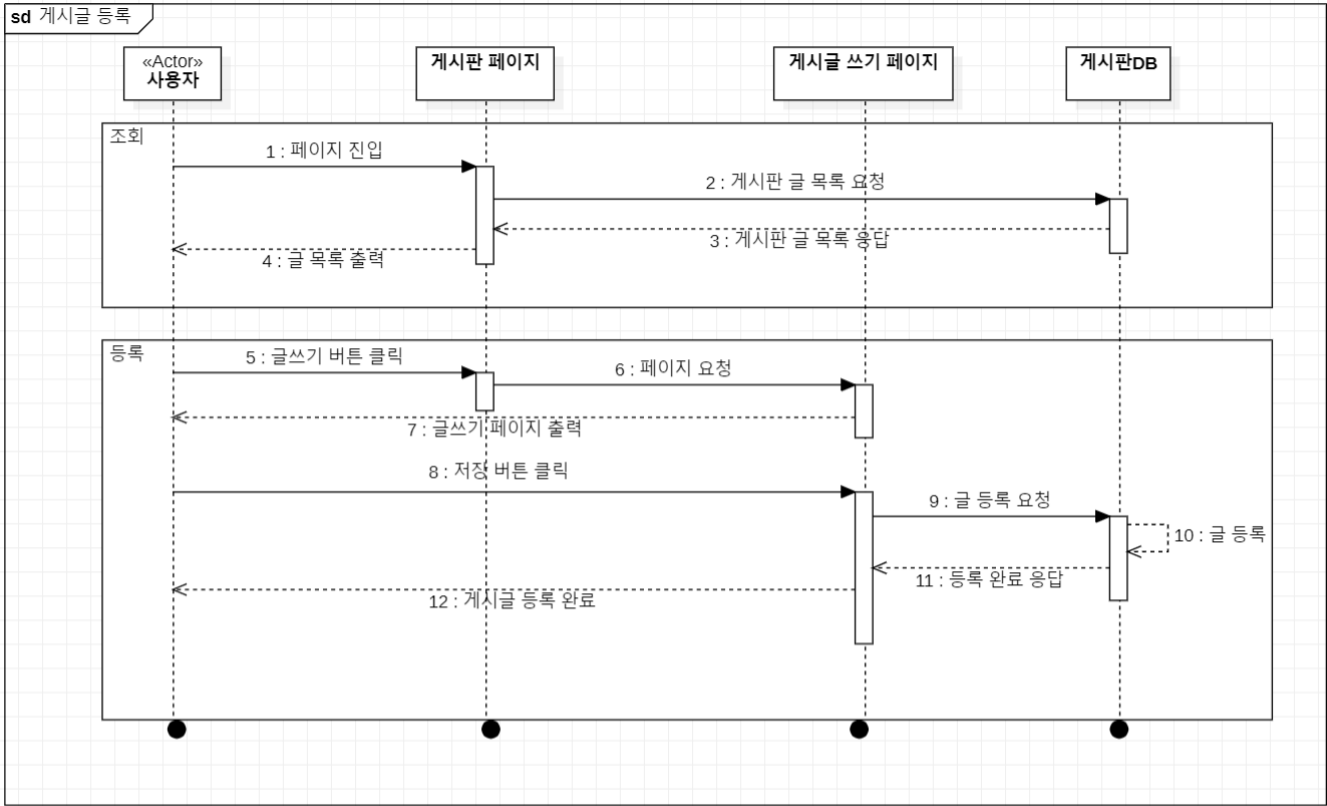 sd 게시글 등록
«Actor»
사용자
게시판 페이지
게시글 쓰기 페이지
게시판DB
조회
1 : 페이지 진입
2 : 게시판 글 목록 요청
3 : 게시판 글 목록 응답
4 : 글 목록 출력
등록
5 : 글쓰기 버튼 클릭
6 : 페이지 요청
7 : 글쓰기 페이지 출력
8 : 저장 버튼 클릭
9 : 글 등록 요청
10 : 글 등록
11 : 등록 완료 응답
12 : 게시글 등록 완료